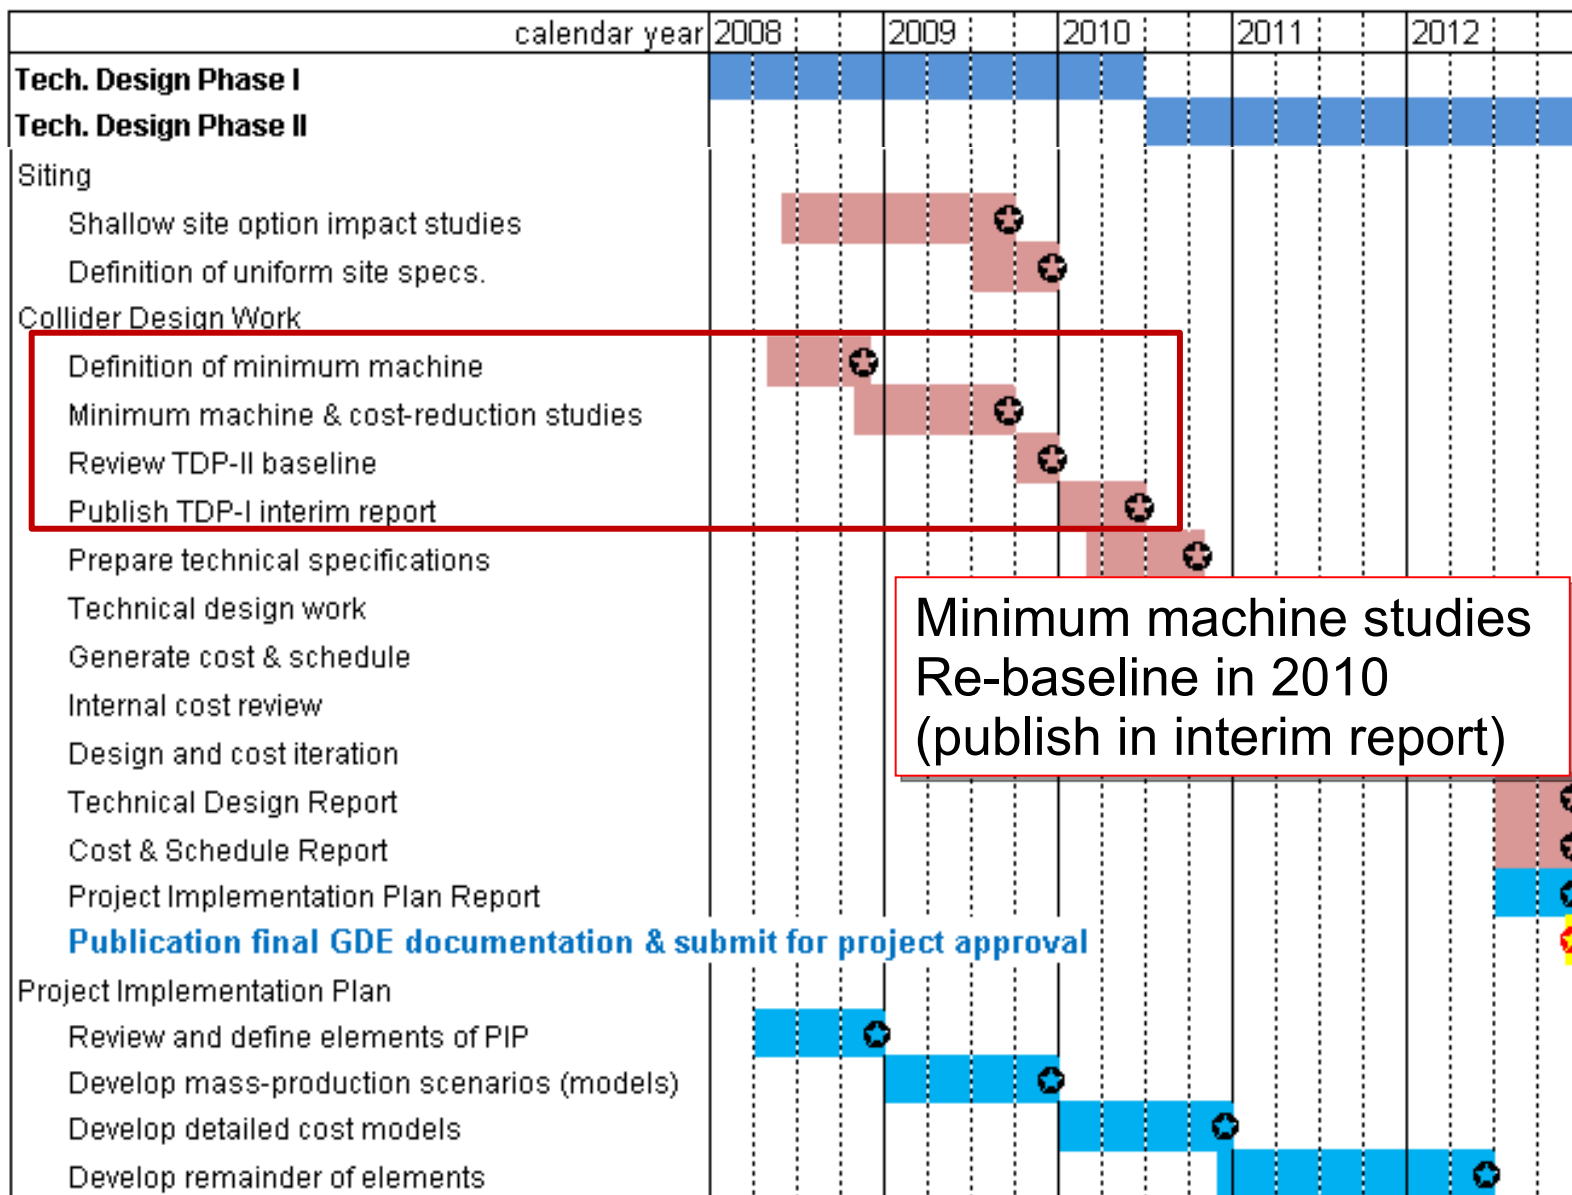 calendar year 2008 2009 2010 2011 2012
Tech. Design Phase I
Tech. Design Phase II
Siting
Shallow site option impact studies
Definition of uniform site specs.
Collider Design Work
Definition of minimum machine
Minimum machine & cost-reduction studies
Review TDP-II baseline
Publish TDP-I interim report
Prepare technical specifications
Technical design work
Generate cost & schedule
Internal cost review
Design and cost iteration
Technical Design Report
Cost & Schedule Report
Project Implementation Plan Report
Publication final GDE documentation & submit for project approval
Project Implementation Plan
Review and define elements of PIP
Develop mass-production scenarios (models)
Develop detailed cost models
Develop remainder of elements
Minimum machine studies
Re-baseline in 2010
(publish in interim report)